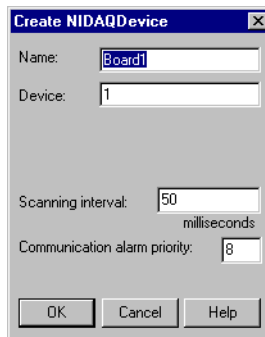 Create NIDAQDevice
Name: Board1
Device: 1
Scanning interval: 50
milliseconds
Communication alarm priority: 8
OK Cancel Help